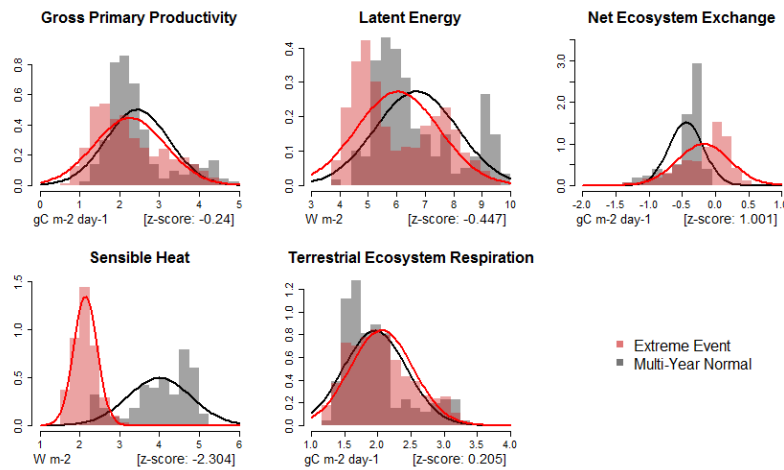 Gross Primary Productivity
0.0 0.2 0.4 0.6 0.8
0 1 2 3 4 5
gC m-2 day-1 [z-score: -0.24]
Latent Energy
0.0 0.1 0.2 0.3 0.4
3 4 5 6 7 8 9 10
W m-2 [z-score: -0.447]
Net Ecosystem Exchange
0.0 1.0 2.0 3.0
-2.0 -1.5 -1.0 -0.5 0.0 0.5 1.0
gC m-2 day-1 [z-score: 1.001]
Sensible Heat
0.0 0.5 1.0 1.5
1 2 3 4 5 6
W m-2 [z-score: -2.304]
Terrestrial Ecosystem Respiration
0.0 0.2 0.4 0.6 0.8 1.0 1.2
1.0 1.5 2.0 2.5 3.0 3.5 4.0
gC m-2 day-1 [z-score: 0.205]
Extreme Event
Multi-Year Normal